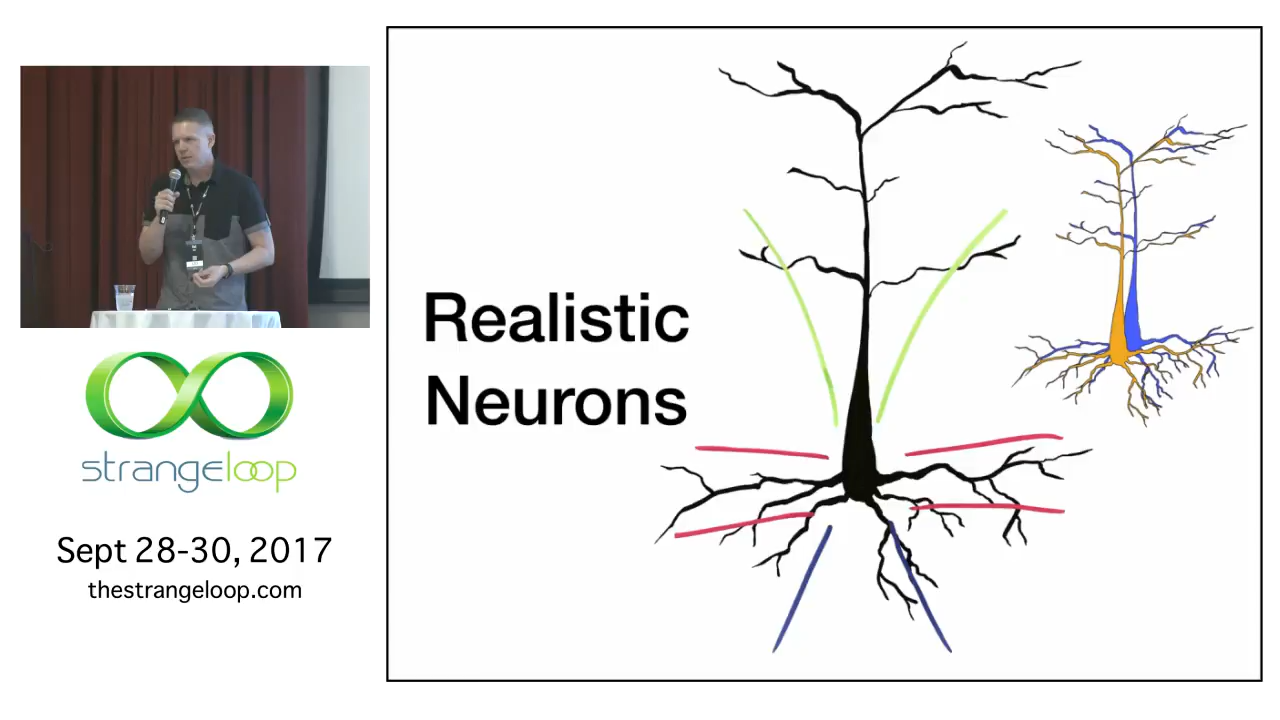 Realistic
Neurons
strangeloop
Sept 28-30, 2017
thestrangeloop.com